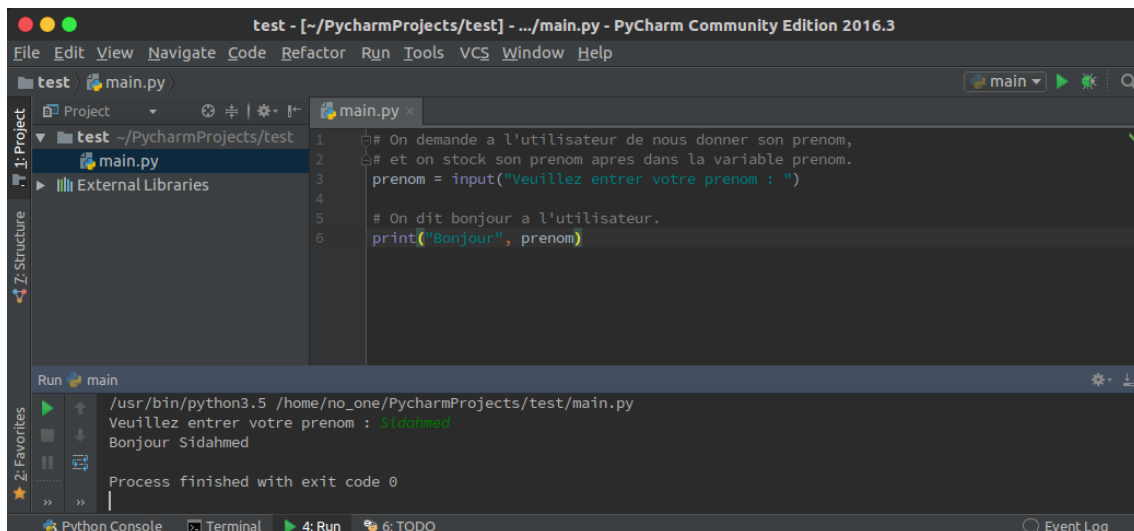 test - [~/PycharmProjects/test] - .../main.py - PyCharm Community Edition 2016.3
File Edit View Navigate Code Refactor Run Tools VCS Window Help
test main.py main
1: Project
Project
main.py
test ~/PycharmProjects/test
main.py
External Libraries
1 # On demande a l'utilisateur de nous donner son prenom,
2 # et on stock son prenom apres dans la variable prenom.
3 prenom = input("Veuillez entrer votre prenom : ")
4
5 # On dit bonjour a l'utilisateur.
6 print("Bonjour", prenom)
7: Structure
2: Favorites
Run main
/usr/bin/python3.5 /home/no_one/PycharmProjects/test/main.py
Veuillez entrer votre prenom : Sidahmed
Bonjour Sidahmed
Process finished with exit code 0
Python Console Terminal 4: Run 6: TODO Event Log